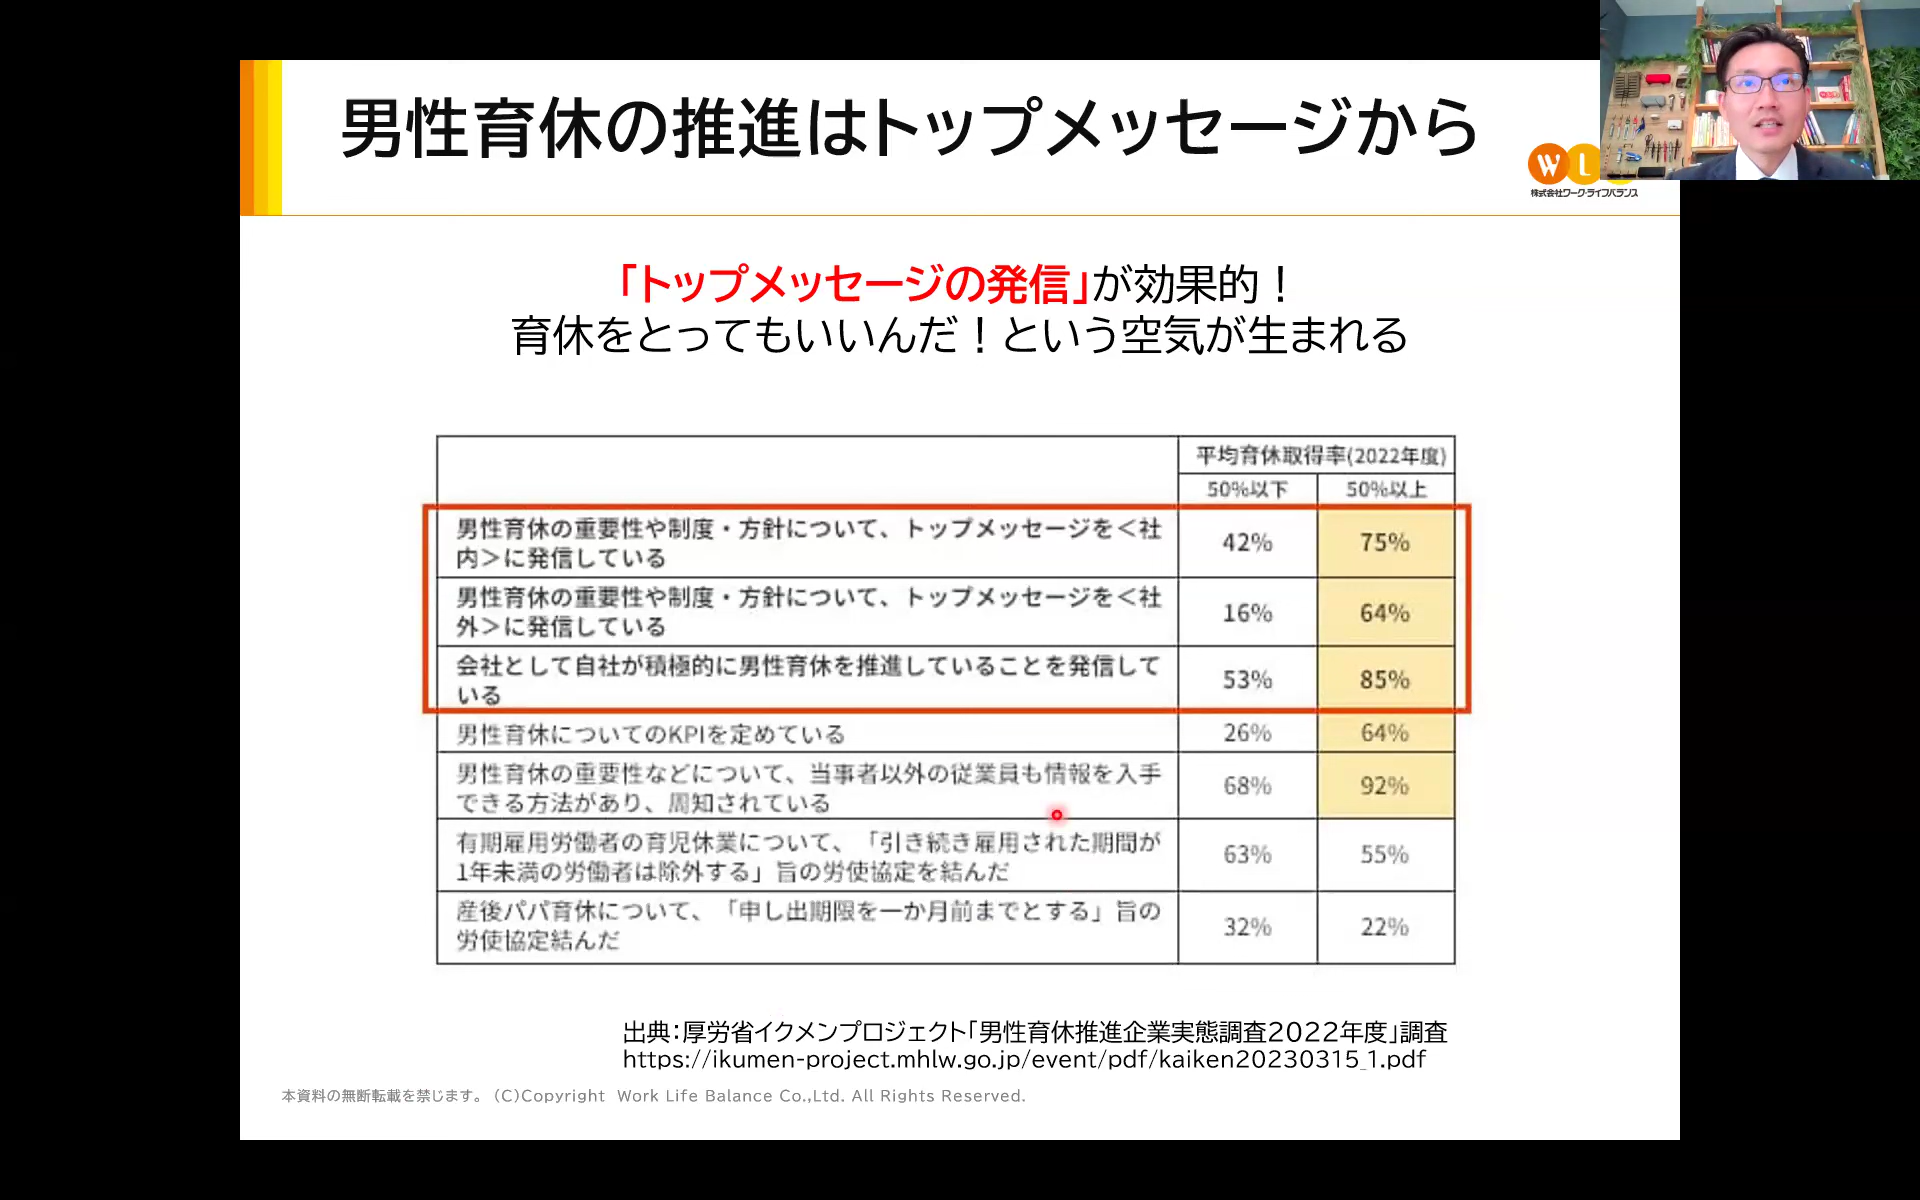 男性育休の推進はトップメッセージから
W L
株式会社ワーク・ライフバランス
「トップメッセージの発信」が効果的！
育休をとってもいいんだ！という空気が生まれる
平均育休取得率(2022年度)
50%以下 50%以上
男性育休の重要性や制度・方針について、トップメッセージを＜社
内＞に発信している
42% 75%
男性育休の重要性や制度・方針について、トップメッセージを＜社
外＞に発信している
16% 64%
会社として自社が積極的に男性育休を推進していることを発信して
いる
53% 85%
男性育休についてのKPIを定めている 26% 64%
男性育休の重要性などについて、当事者以外の従業員も情報を入手
できる方法があり、周知されている
68% 92%
有期雇用労働者の育児休業について、「引き続き雇用された期間が
1年未満の労働者は除外する」旨の労使協定を結んだ
63% 55%
産後パパ育休について、「申し出期限を一か月前までとする」旨の
労使協定結んだ
32% 22%
出典：厚労省イクメンプロジェクト「男性育休推進企業実態調査2022年度」調査
https://ikumen-project.mhlw.go.jp/event/pdf/kaiken20230315_1.pdf
本資料の無断転載を禁じます。（C)Copyright Work Life Balance Co.,Ltd. All Rights Reserved.